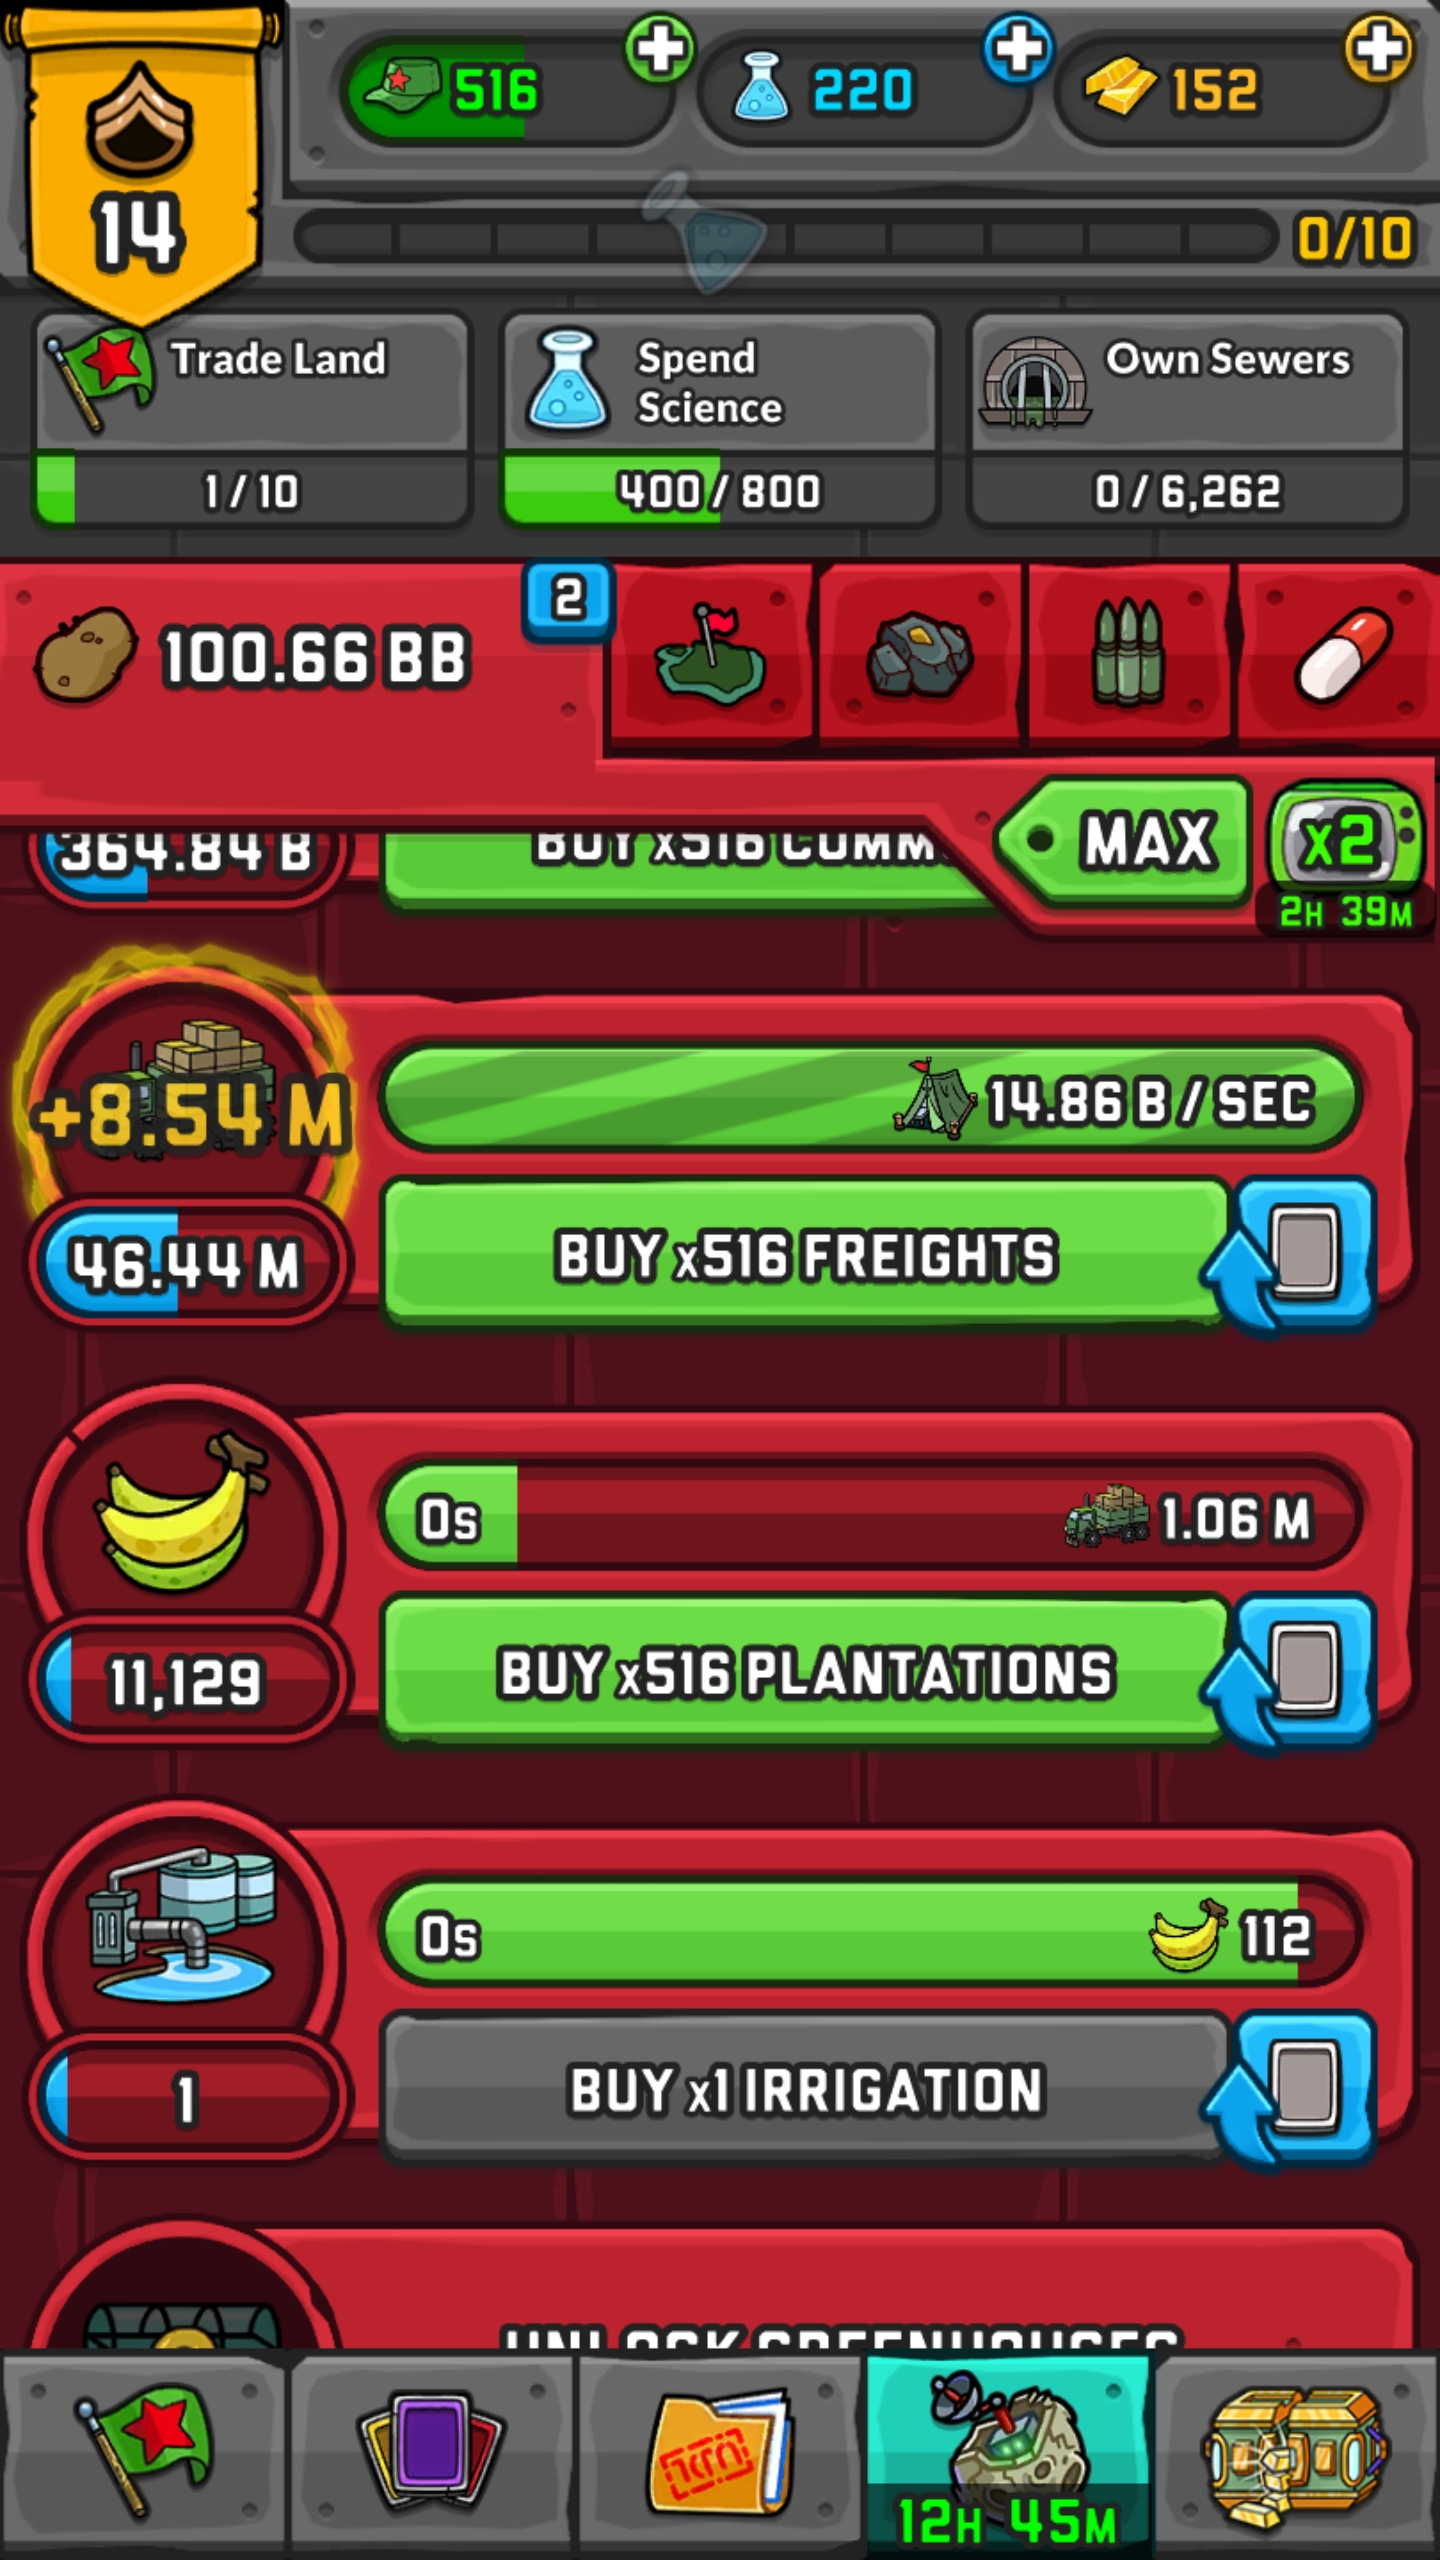 516
220
152
14
0/10
Trade Land
Spend
Science
Own Sewers
1 / 10
400 / 800
0 / 6,262
100.66 BB
2
MAX
x2
2H 39M
364.84 B
BUY x516 COMM
+8.54 M
14.86 B / SEC
46.44 M
BUY x516 FREIGHTS
0s
1.06 M
11,129
BUY x516 PLANTATIONS
0s
112
1
BUY x1 IRRIGATION
UNLOCK GREENHOUSES
12H 45M